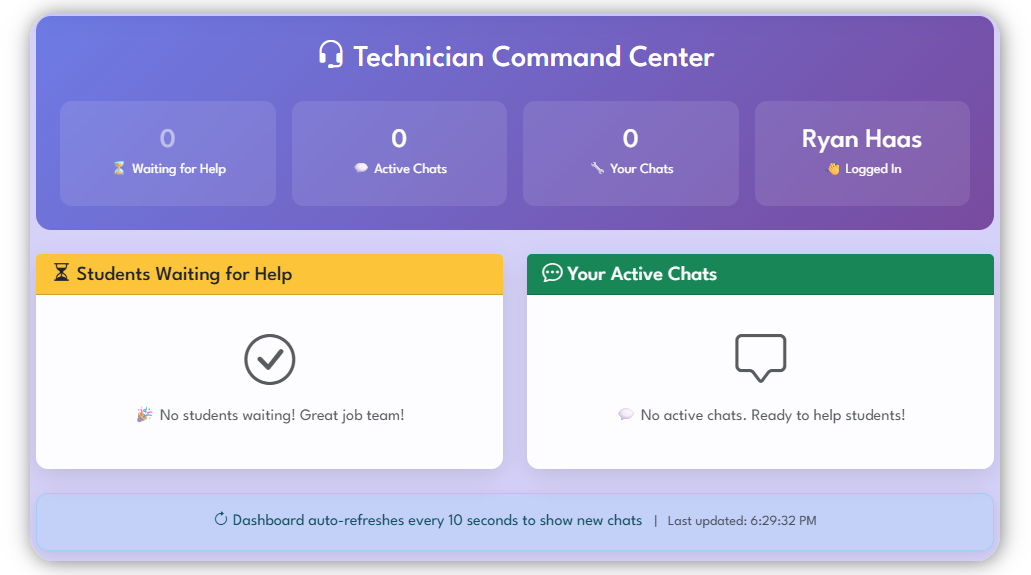 Technician Command Center
0
⏳ Waiting for Help
0
💬 Active Chats
0
🔧 Your Chats
Ryan Haas
👋 Logged In
Students Waiting for Help
🎉 No students waiting! Great job team!
Your Active Chats
💬 No active chats. Ready to help students!
Dashboard auto-refreshes every 10 seconds to show new chats | Last updated: 6:29:32 PM